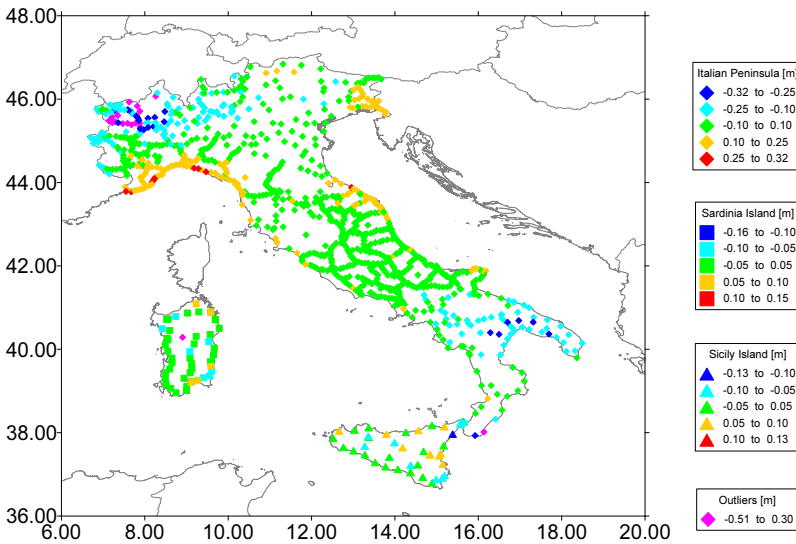 48.00
46.00
44.00
42.00
40.00
38.00
36.00
6.00 8.00 10.00 12.00 14.00 16.00 18.00 20.00
Italian Peninsula [m]
-0.32 to -0.25
-0.25 to -0.10
-0.10 to 0.10
0.10 to 0.25
0.25 to 0.32
Sardinia Island [m]
-0.16 to -0.10
-0.10 to -0.05
-0.05 to 0.05
0.05 to 0.10
0.10 to 0.15
Sicily Island [m]
-0.13 to -0.10
-0.10 to -0.05
-0.05 to 0.05
0.05 to 0.10
0.10 to 0.13
Outliers [m]
-0.51 to 0.30